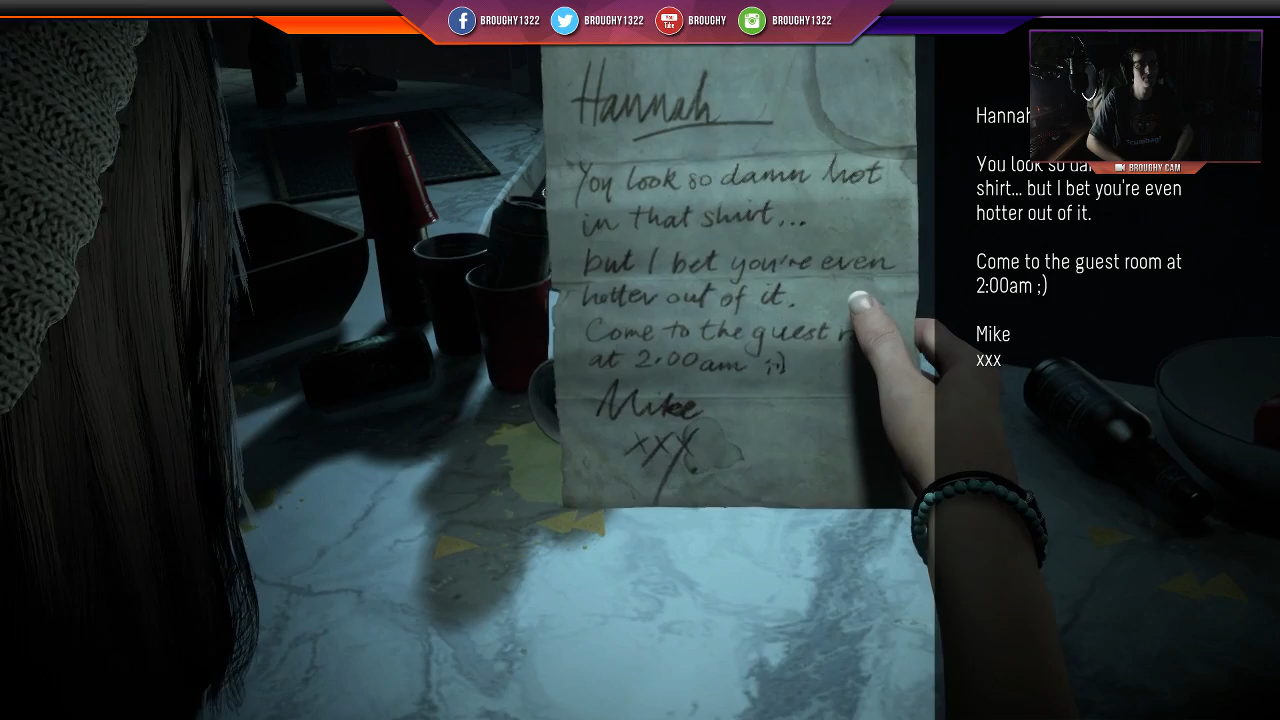 BROUGHY1322 BROUGHY1322 BROUGHY BROUGHY1322
Hannah
You look so damn hot
in that shirt...
but I bet you're even
hotter out of it.
Come to the guest
at 2:00am ;)
Mike
xxx
Hannah
You look so
shirt... but I bet you're even
hotter out of it.
Come to the guest room at
2:00am ;)
Mike
xxx
BROUGHY CAM